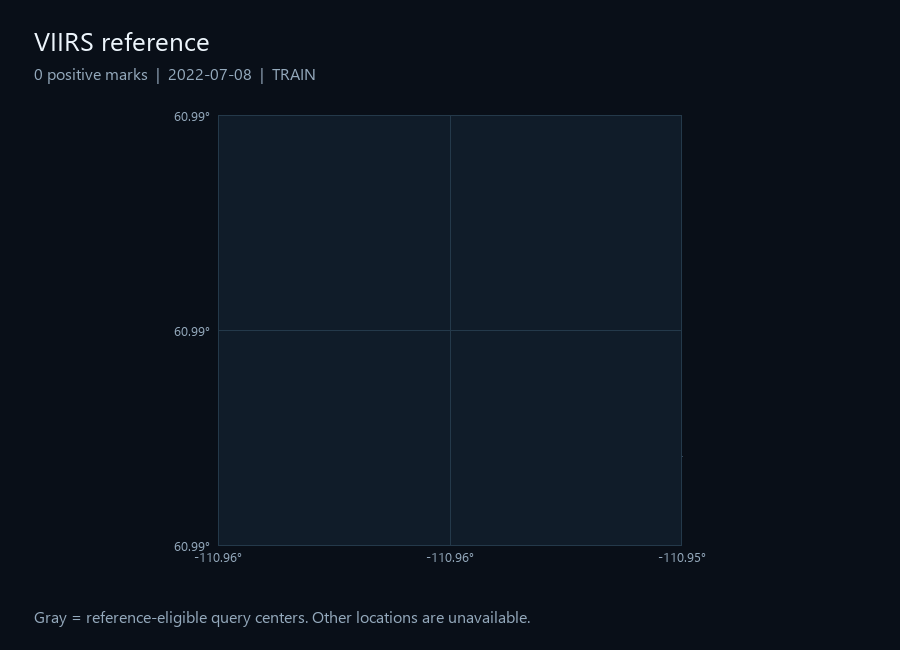 VIIRS reference
0 positive marks | 2022-07-08 | TRAIN
60.99°
60.99°
60.99°
-110.96° -110.96° -110.95°
Gray = reference-eligible query centers. Other locations are unavailable.